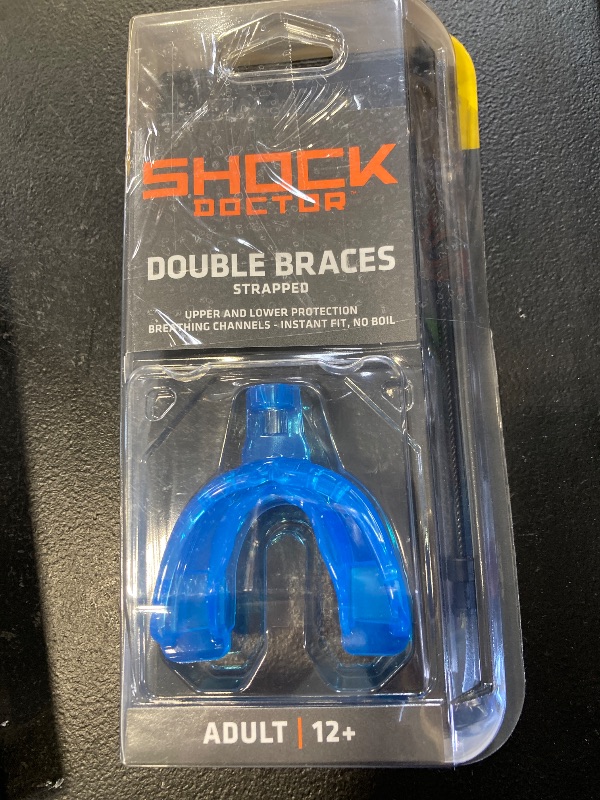 SHOCK
DOCTOR
DOUBLE BRACES
STRAPPED
UPPER AND LOWER PROTECTION
BREATHING CHANNELS - INSTANT FIT, NO BOIL
ADULT | 12+